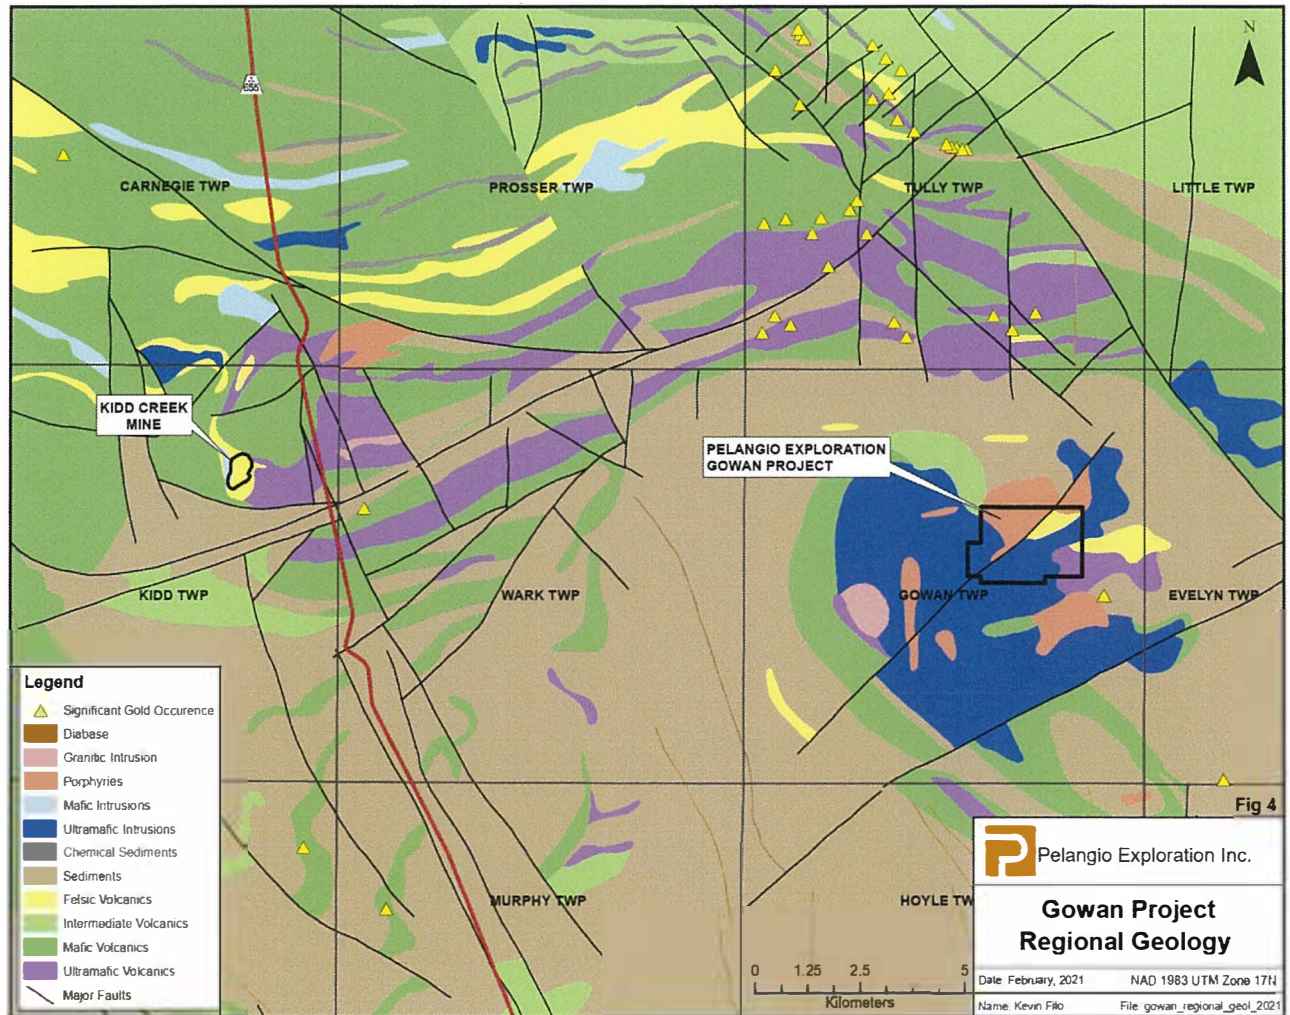 N
655
CARNEGIE TWP
PROSSER TWP
TULLY TWP
LITTLE TWP
KIDD CREEK
MINE
PELANGIO EXPLORATION
GOWAN PROJECT
KIDD TWP
WARK TWP
GOWAN TWP
EVELYN TWP
Legend
Significant Gold Occurence
Diabase
Granitic Intrusion
Porphyries
Mafic Intrusions
Ultramafic Intrusions
Chemical Sediments
Sediments
Felsic Volcanics
Intermediate Volcanics
Mafic Volcanics
Ultramafic Volcanics
Major Faults
MURPHY TWP
HOYLE TW
Fig 4
0 1.25 2.5 5
Kilometers
Pelangio Exploration Inc.
Gowan Project
Regional Geology
Date: February, 2021 NAD 1983 UTM Zone 17N
Name: Kevin Filo File: gowan_regional_geol_2021